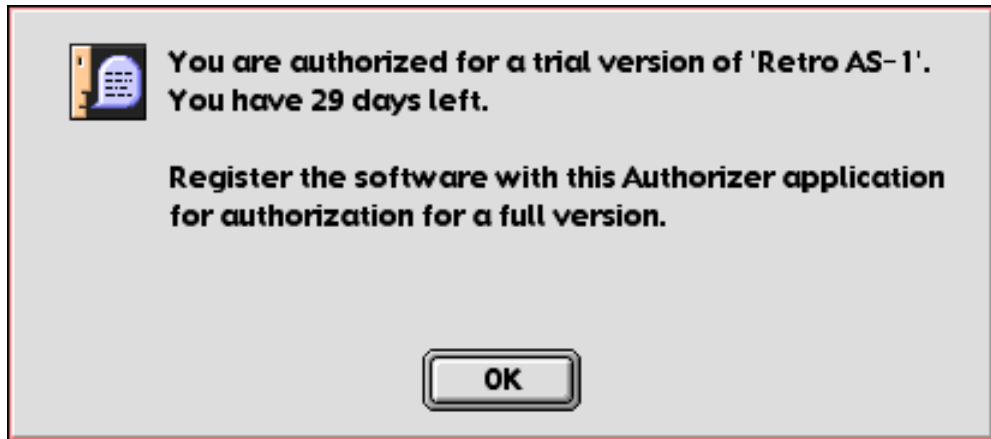 You are authorized for a trial version of 'Retro AS-1'.
You have 29 days left.
Register the software with this Authorizer application
for authorization for a full version.
OK